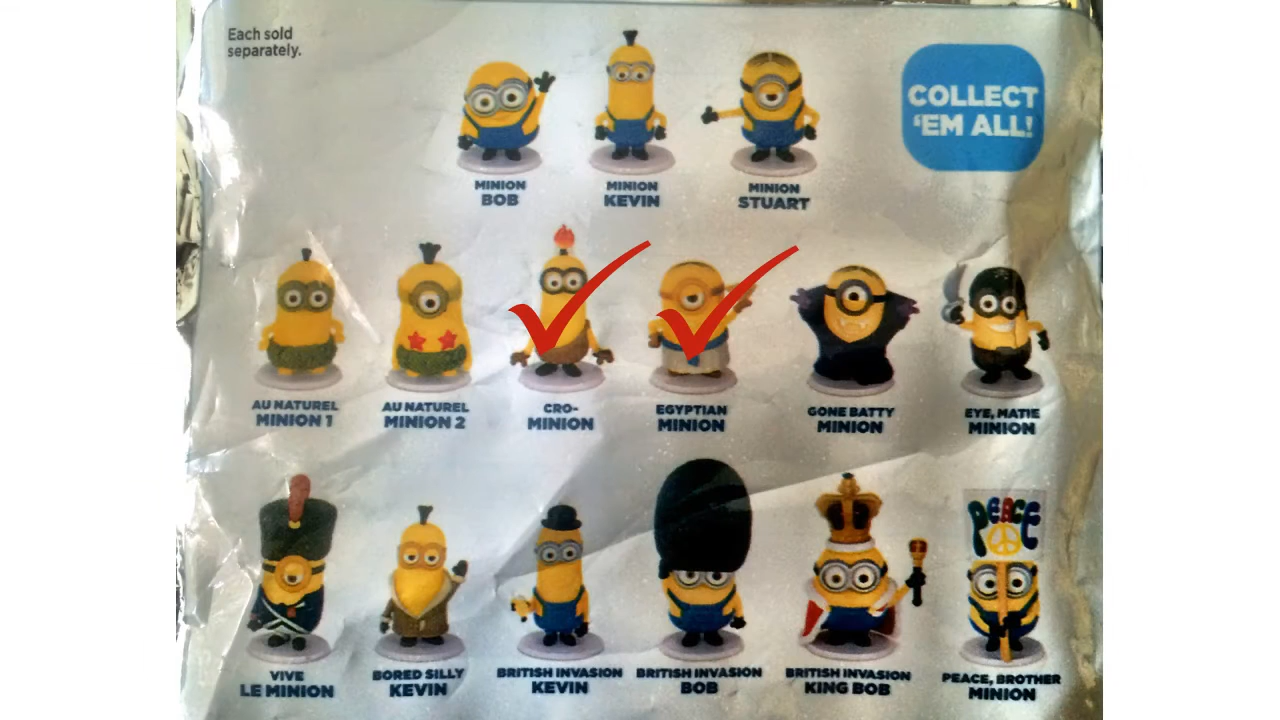 Each sold
separately.
COLLECT
'EM ALL!
MINION
BOB
MINION
KEVIN
MINION
STUART
AU NATUREL
MINION 1
AU NATUREL
MINION 2
CRO-
MINION
EGYPTIAN
MINION
GONE BATTY
MINION
EYE, MATIE
MINION
VIVE
LE MINION
BORED SILLY
KEVIN
BRITISH INVASION
KEVIN
BRITISH INVASION
BOB
BRITISH INVASION
KING BOB
PEACE
PEACE, BROTHER
MINION